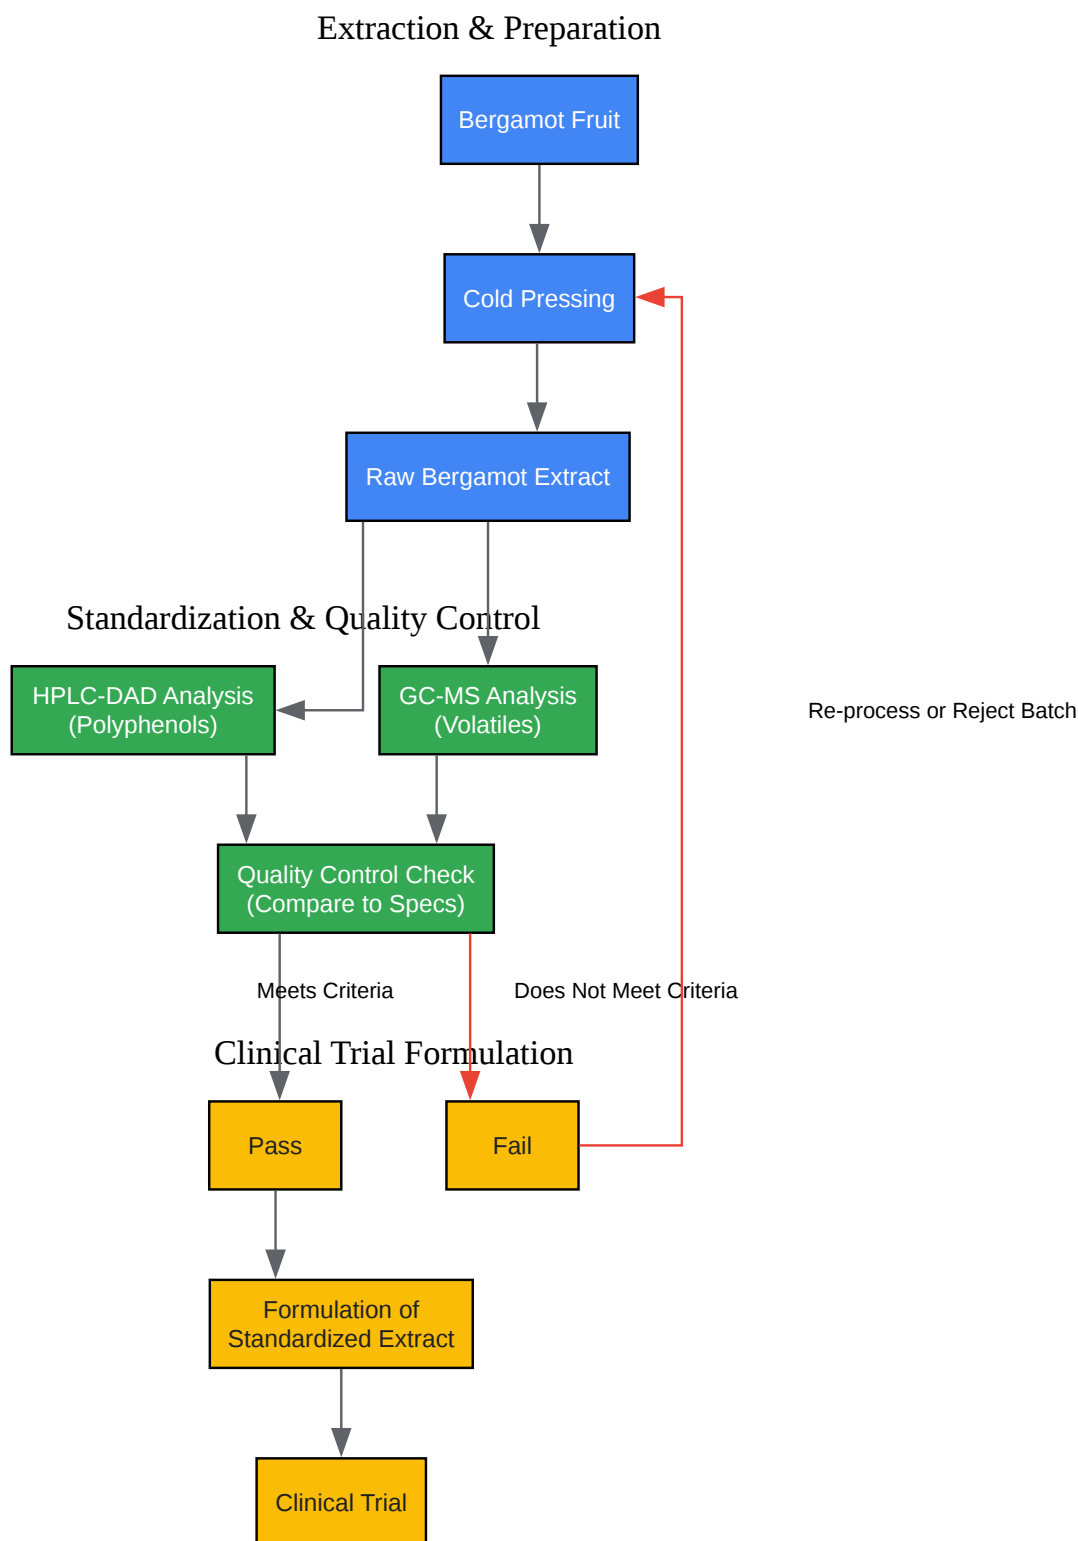 Extraction & Preparation
Bergamot Fruit
Cold Pressing
Raw Bergamot Extract
Standardization & Quality Control
HPLC-DAD Analysis
(Polyphenols)
GC-MS Analysis
(Volatiles)
Re-process or Reject Batch
Quality Control Check
(Compare to Specs)
Meets Criteria
Does Not Meet Criteria
Clinical Trial Formulation
Pass
Fail
Formulation of
Standardized Extract
Clinical Trial